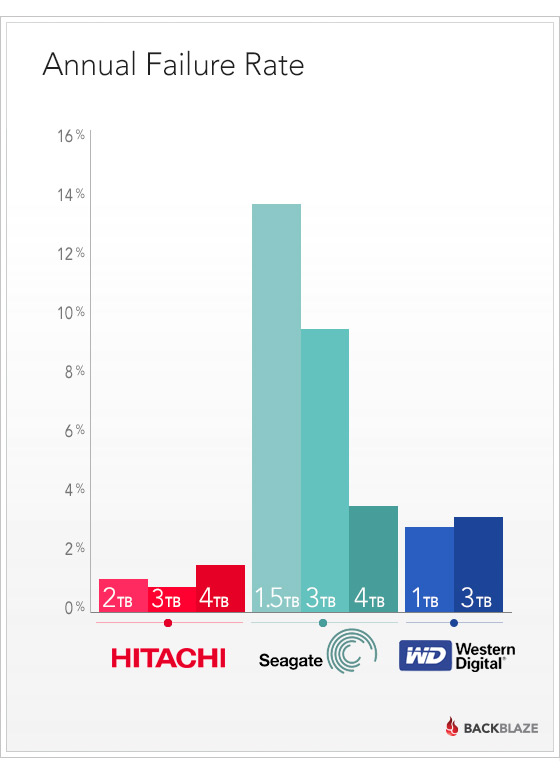 Annual Failure Rate
16 %
14 %
12 %
10 %
8 %
6 %
4 %
2 %
0 %
2TB 3TB 4TB 1.5TB 3TB 4TB 1TB 3TB
HITACHI
Seagate
WD Western
Digital®
BACKBLAZE